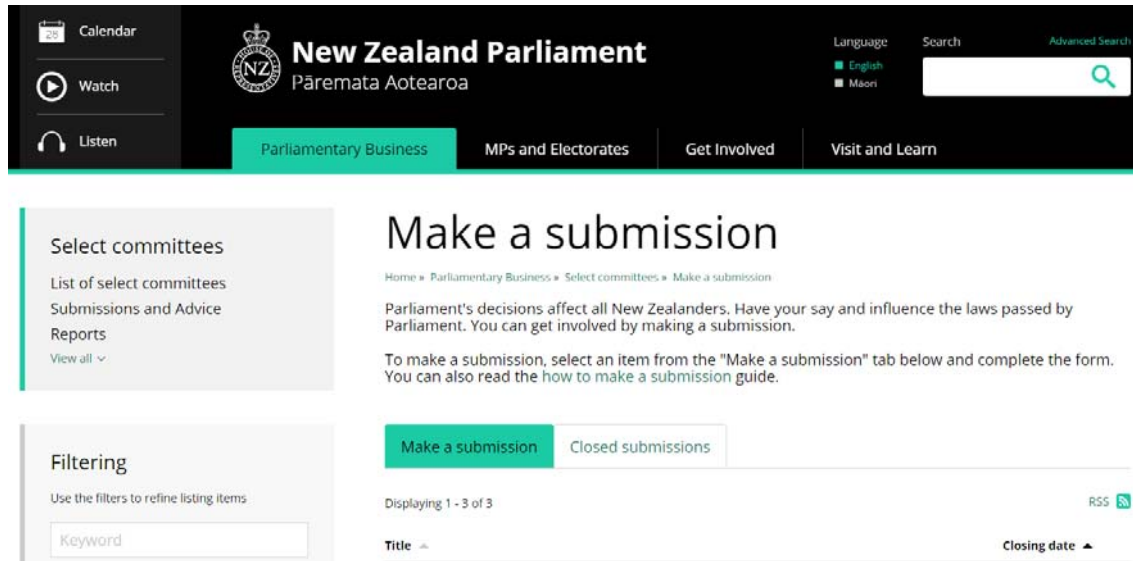 28
Calendar
Watch
Listen
NZ
New Zealand Parliament
Pāremata Aotearoa
Language
English
Māori
Search
Advanced Search
Parliamentary Business
MPs and Electorates
Get Involved
Visit and Learn
Select committees
List of select committees
Submissions and Advice
Reports
View all
Filtering
Use the filters to refine listing items
Keyword
Make a submission
Home » Parliamentary Business » Select committees » Make a submission
Parliament's decisions affect all New Zealanders. Have your say and influence the laws passed by
Parliament. You can get involved by making a submission.
To make a submission, select an item from the "Make a submission" tab below and complete the form.
You can also read the how to make a submission guide.
Make a submission
Closed submissions
Displaying 1 - 3 of 3
RSS
Title
Closing date